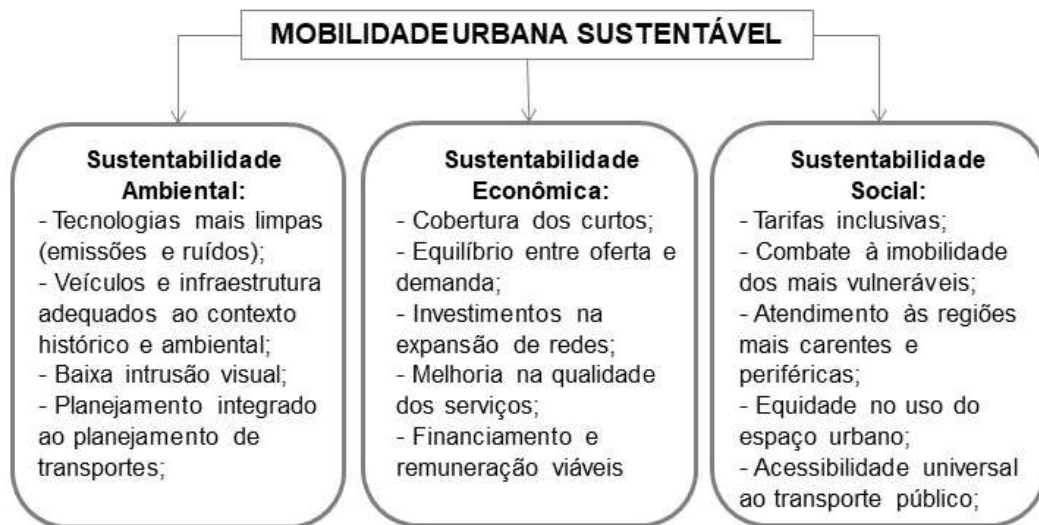 MOBILIDADE URBANA SUSTENTÁVEL
Sustentabilidade
Ambiental:
- Tecnologias mais limpas
(emissões e ruídos);
- Veículos e infraestrutura
adequados ao contexto
histórico e ambiental;
- Baixa intrusão visual;
- Planejamento integrado
ao planejamento de
transportes;
Sustentabilidade
Econômica:
- Cobertura dos curtos;
- Equilíbrio entre oferta e
demanda;
- Investimentos na
expansão de redes;
- Melhoria na qualidade
dos serviços;
- Financiamento e
remuneração viáveis
Sustentabilidade
Social:
- Tarifas inclusivas;
- Combate à imobilidade
dos mais vulneráveis;
- Atendimento às regiões
mais carentes e
periféricas;
- Equidade no uso do
espaço urbano;
- Acessibilidade universal
ao transporte público;